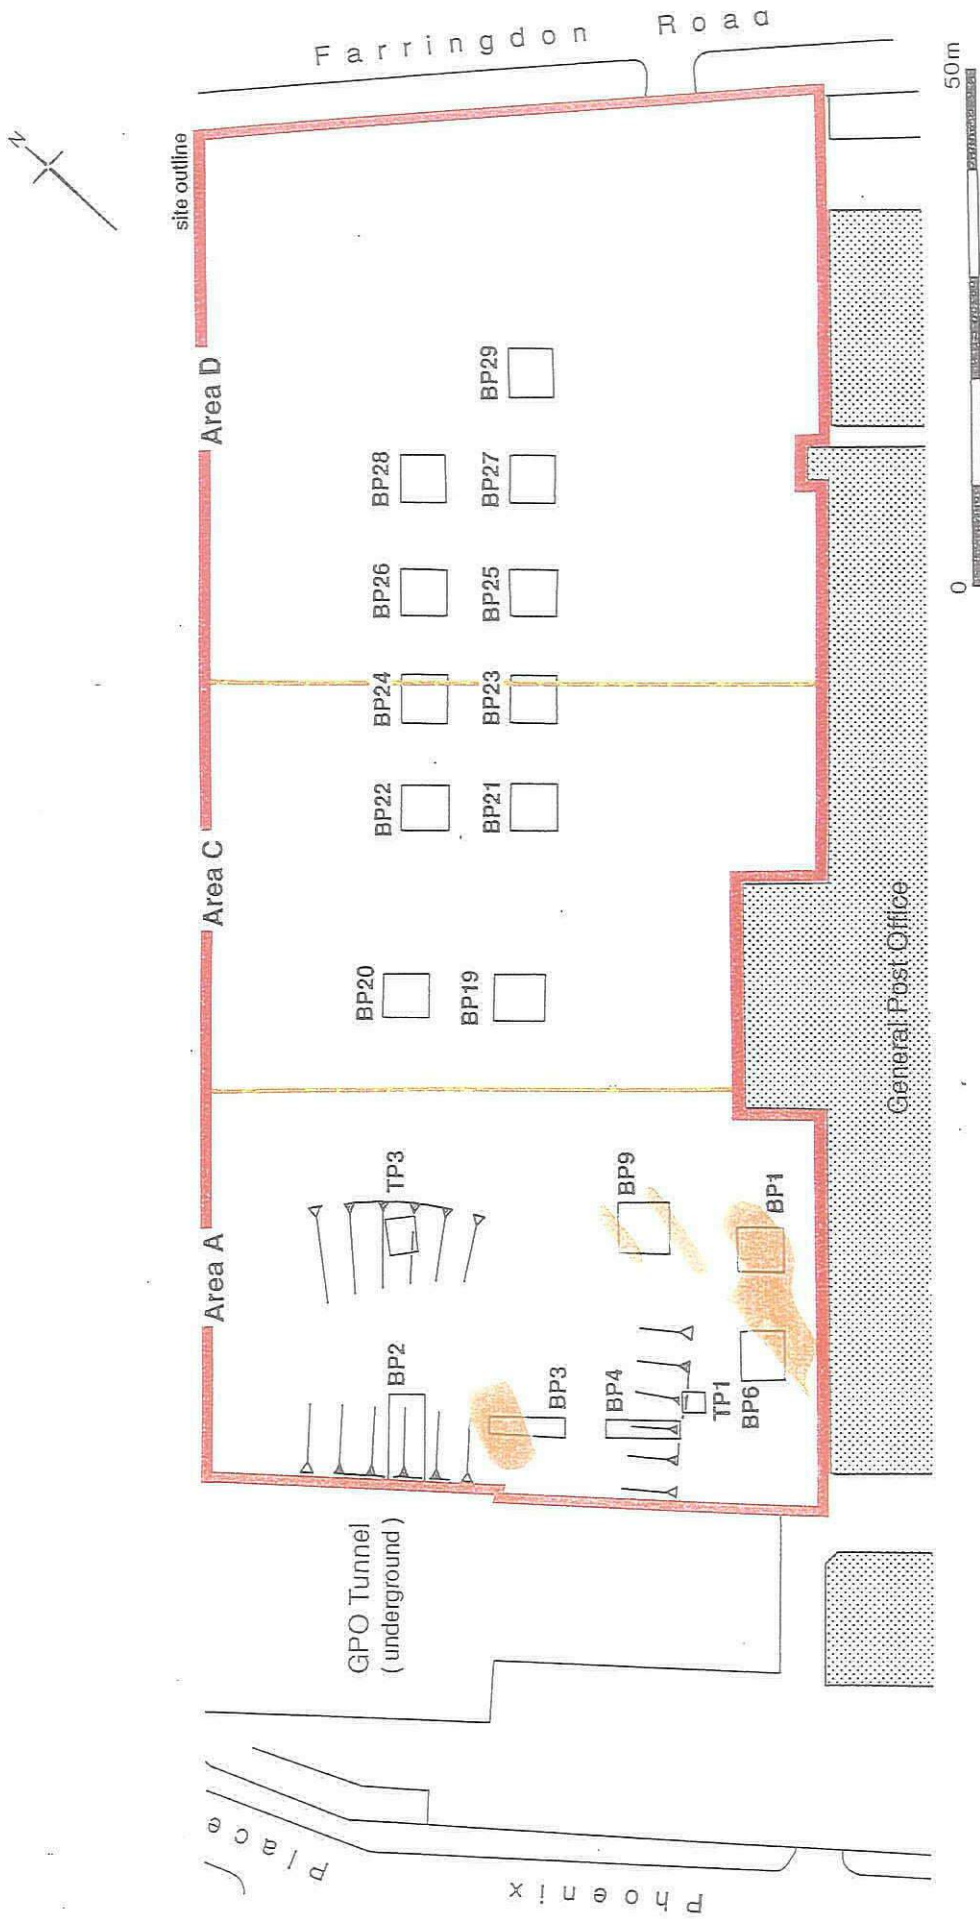 Farringdon Road
N
site outline
50m
0
Area D
BP29
BP28
BP27
BP26
BP25
BP24
BP23
Area C
BP22
BP21
BP20
BP19
General Post Office
Area A
TP3
BP9
BP1
BP2
BP3
BP4
TP1
BP6
GPO Tunnel
(underground)
Phoenix Place